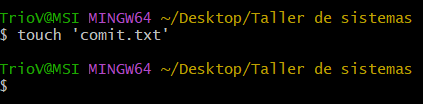 TrioV@MSI MINGW64 ~/Desktop/Taller de sistemas
$ touch 'comit.txt'
TrioV@MSI MINGW64 ~/Desktop/Taller de sistemas
$